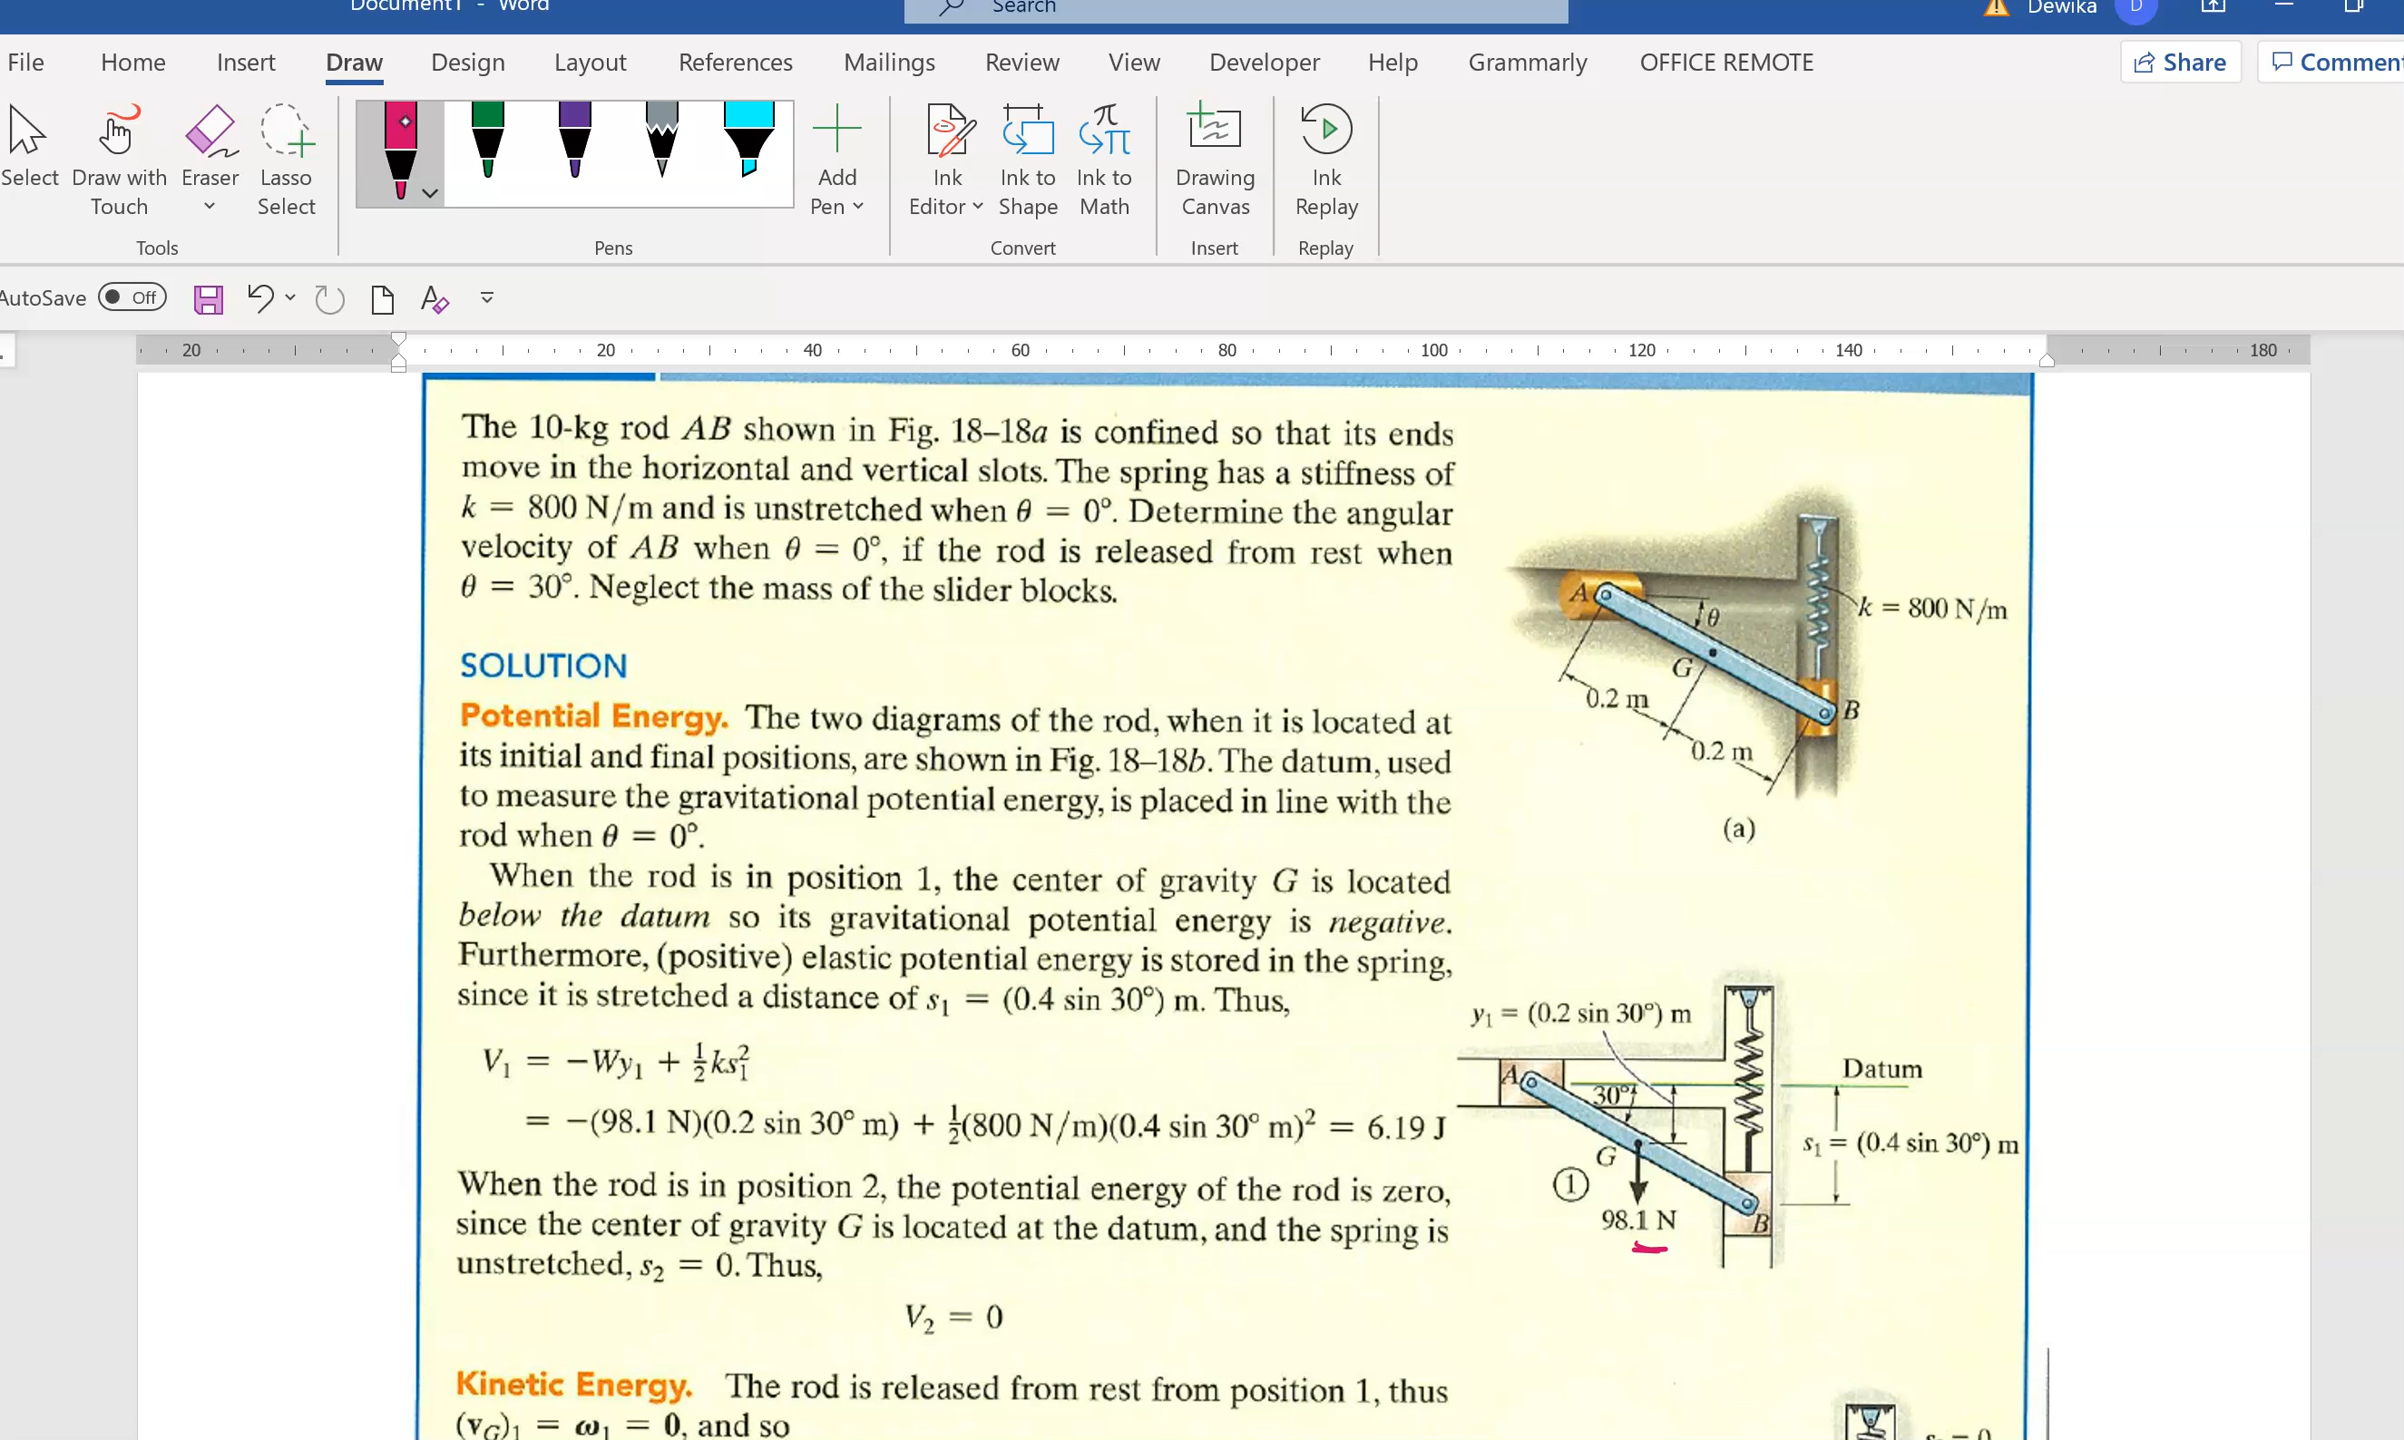 Document1 - Word
Search
Dewika
D
File Home Insert Draw Design Layout References Mailings Review View Developer Help Grammarly OFFICE REMOTE
Share
Select
Draw with Touch
Eraser
Lasso Select
Add Pen
Ink Editor
Ink to Shape
Ink to Math
Drawing Canvas
Ink Replay
Tools Pens Convert Insert Replay
AutoSave Off
20 20 40 60 80 100 120 140 180
The 10-kg rod AB shown in Fig. 18–18a is confined so that its ends
move in the horizontal and vertical slots. The spring has a stiffness of
k = 800 N/m and is unstretched when θ = 0°. Determine the angular
velocity of AB when θ = 0°, if the rod is released from rest when
θ = 30°. Neglect the mass of the slider blocks.
SOLUTION
Potential Energy. The two diagrams of the rod, when it is located at
its initial and final positions, are shown in Fig. 18–18b. The datum, used
to measure the gravitational potential energy, is placed in line with the
rod when θ = 0°.
When the rod is in position 1, the center of gravity G is located
below the datum so its gravitational potential energy is negative.
Furthermore, (positive) elastic potential energy is stored in the spring,
since it is stretched a distance of s₁ = (0.4 sin 30°) m. Thus,
V₁ = −Wy₁ + ½ks₁²
= −(98.1 N)(0.2 sin 30° m) + ½(800 N/m)(0.4 sin 30° m)² = 6.19 J
When the rod is in position 2, the potential energy of the rod is zero,
since the center of gravity G is located at the datum, and the spring is
unstretched, s₂ = 0. Thus,
V₂ = 0
Kinetic Energy. The rod is released from rest from position 1, thus
(v_G)₁ = ω₁ = 0, and so
A
θ
k = 800 N/m
G
B
0.2 m
0.2 m
(a)
y₁ = (0.2 sin 30°) m
Datum
A
30°
s₁ = (0.4 sin 30°) m
G
①
98.1 N
B